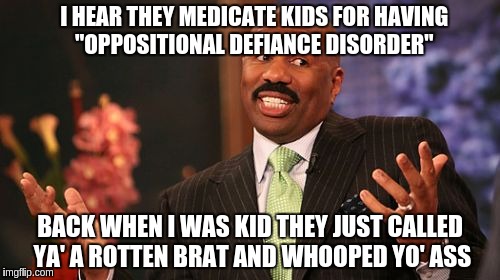 I HEAR THEY MEDICATE KIDS FOR HAVING
"OPPOSITIONAL DEFIANCE DISORDER"
BACK WHEN I WAS KID THEY JUST CALLED
YA' A ROTTEN BRAT AND WHOOPED YO' ASS
imgflip.com